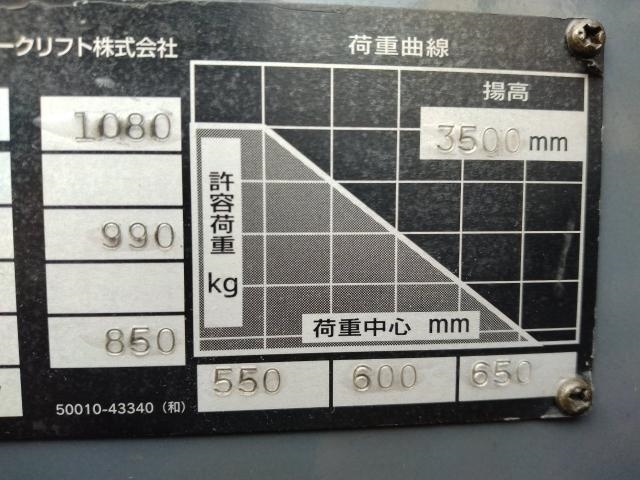 ークリフト株式会社
荷重曲線
揚高
3500 mm
1080
許容荷重
kg
990
荷重中心 mm
850
550 600 650
50010-43340 (和)